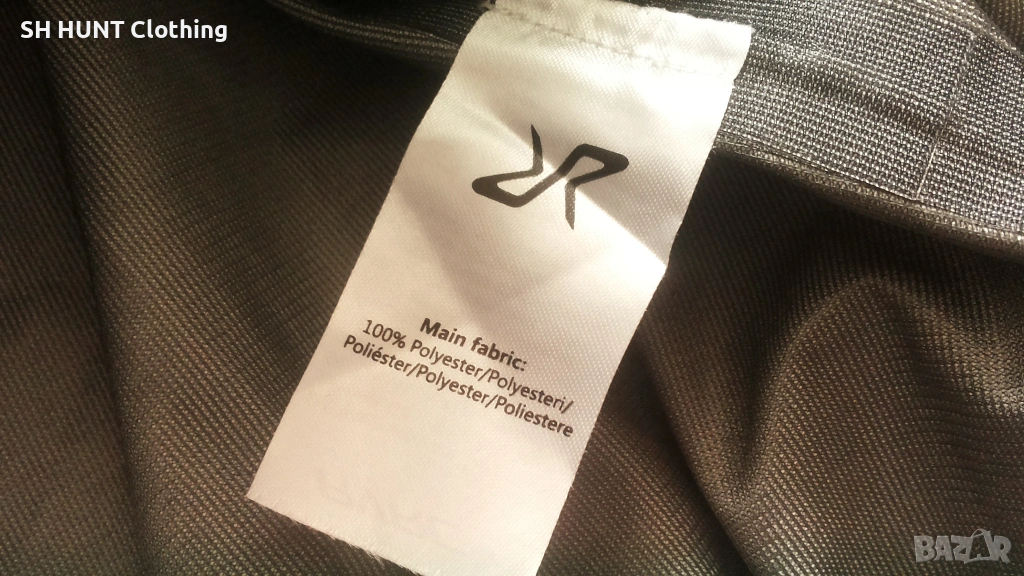 SH HUNT Clothing
Main fabric:
100% Polyester/Polyesteri/
Poliéster/Polyester/Poliestere
BAZAR